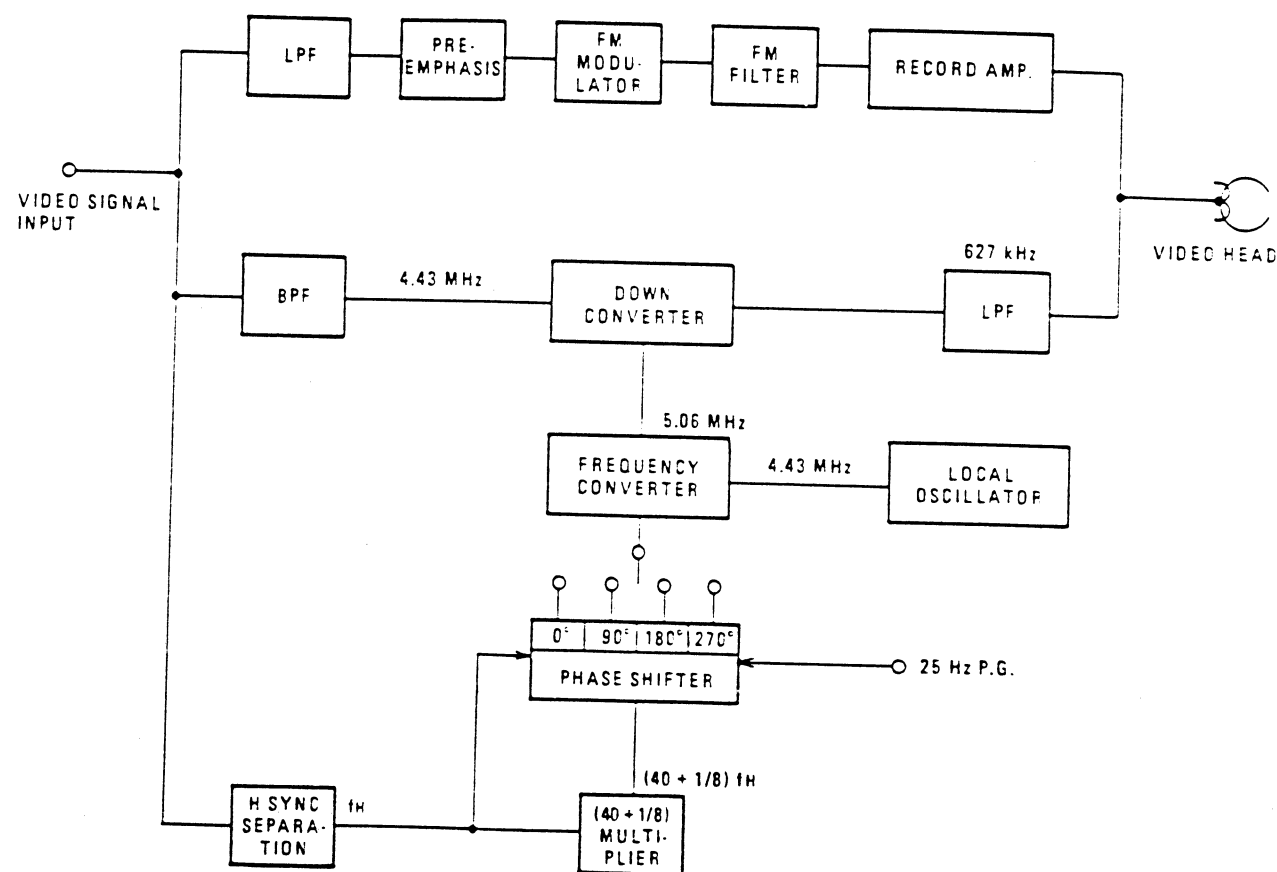 LPF
PRE-
EMPHASIS
FM
MODU-
LATOR
FM
FILTER
RECORD AMP.
VIDEO SIGNAL
INPUT
VIDEO HEAD
BPF
4.43 MHz
DOWN
CONVERTER
627 kHz
LPF
5.06 MHz
FREQUENCY
CONVERTER
4.43 MHz
LOCAL
OSCILLATOR
0° 90° 180° 270°
PHASE SHIFTER
25 Hz P.G.
(40 + 1/8) fH
H SYNC
SEPARA-
TION
fH
(40 + 1/8)
MULTI-
PLIER